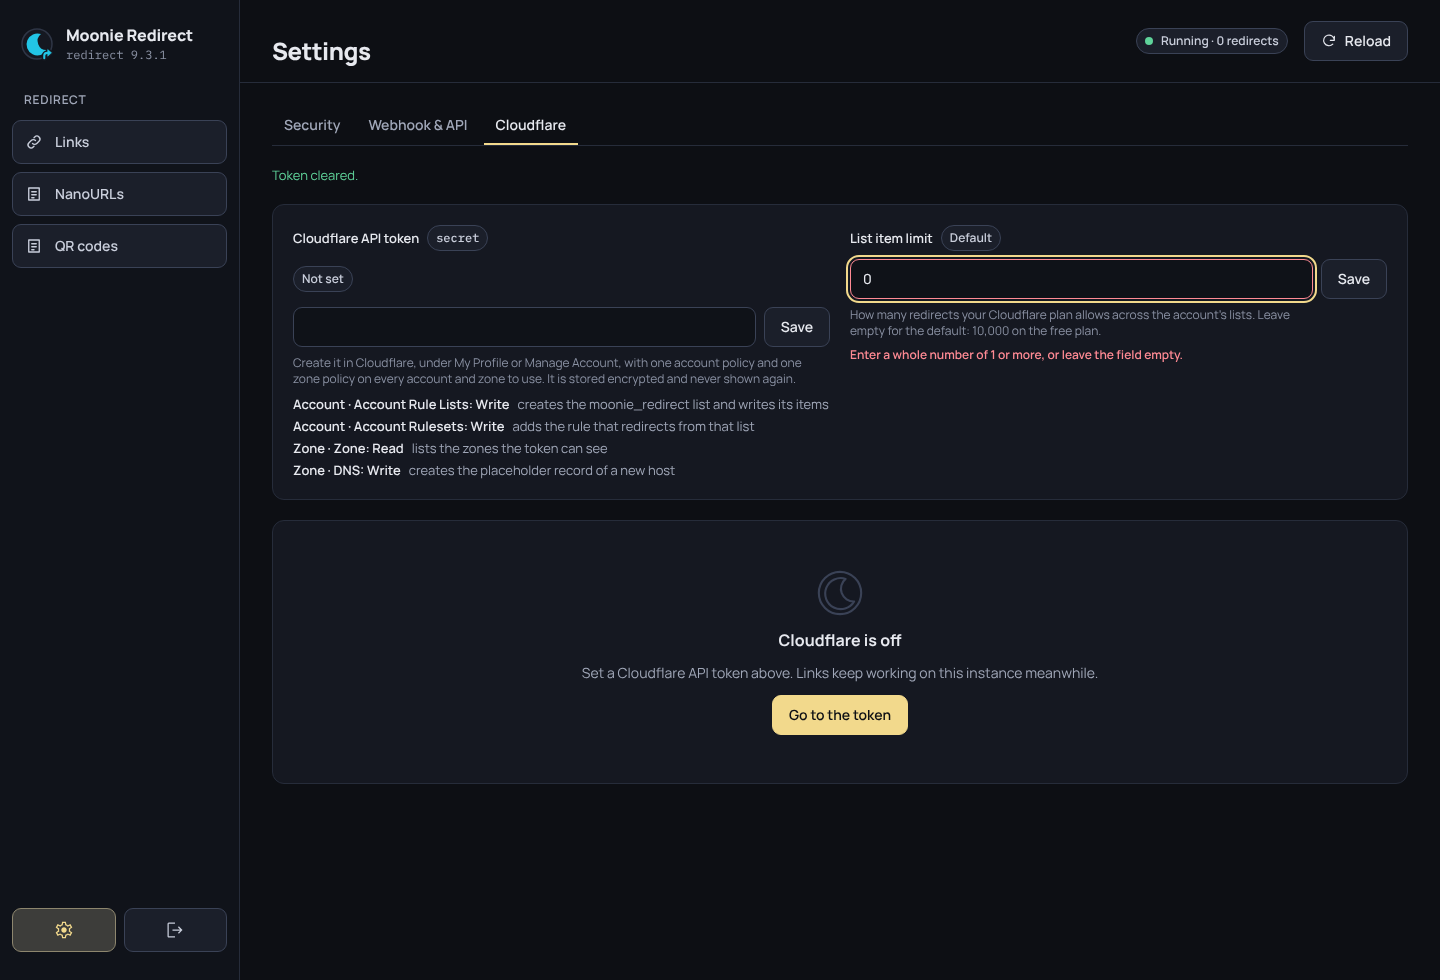 Moonie Redirect
redirect 9.3.1
REDIRECT
Links
NanoURLs
QR codes
Settings
Running · 0 redirects
Reload
Security
Webhook & API
Cloudflare
Token cleared.
Cloudflare API token
secret
Not set
Save
Create it in Cloudflare, under My Profile or Manage Account, with one account policy and one
zone policy on every account and zone to use. It is stored encrypted and never shown again.
Account · Account Rule Lists: Write creates the moonie_redirect list and writes its items
Account · Account Rulesets: Write adds the rule that redirects from that list
Zone · Zone: Read lists the zones the token can see
Zone · DNS: Write creates the placeholder record of a new host
List item limit
Default
0
Save
How many redirects your Cloudflare plan allows across the account's lists. Leave
empty for the default: 10,000 on the free plan.
Enter a whole number of 1 or more, or leave the field empty.
Cloudflare is off
Set a Cloudflare API token above. Links keep working on this instance meanwhile.
Go to the token